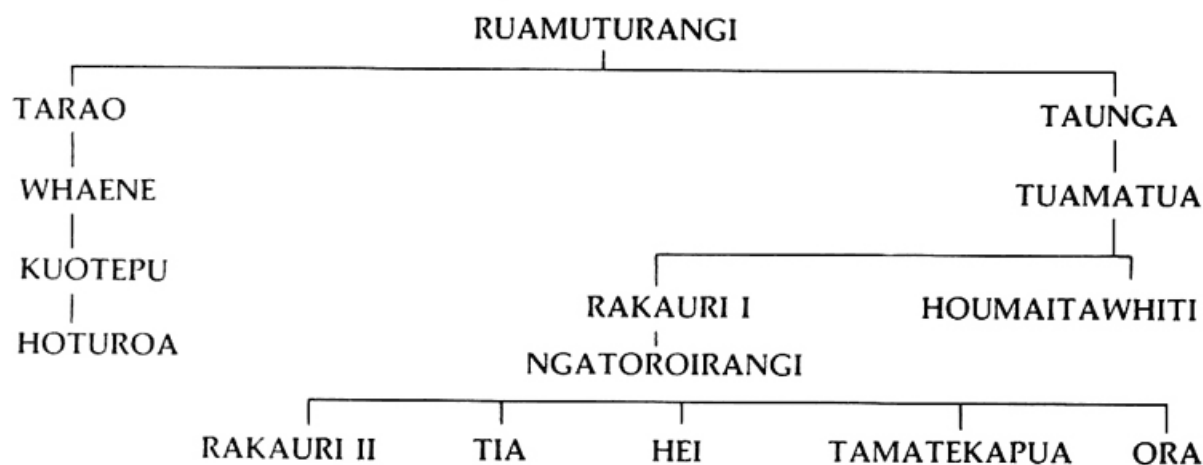 RUAMUTURANGI
TARAO TAUNGA
WHAENE TUAMATUA
KUOTEPU
RAKAURI I HOUMAITAWHITI
HOTUROA
NGATOROIRANGI
RAKAURI II TIA HEI TAMATEKAPUA ORA